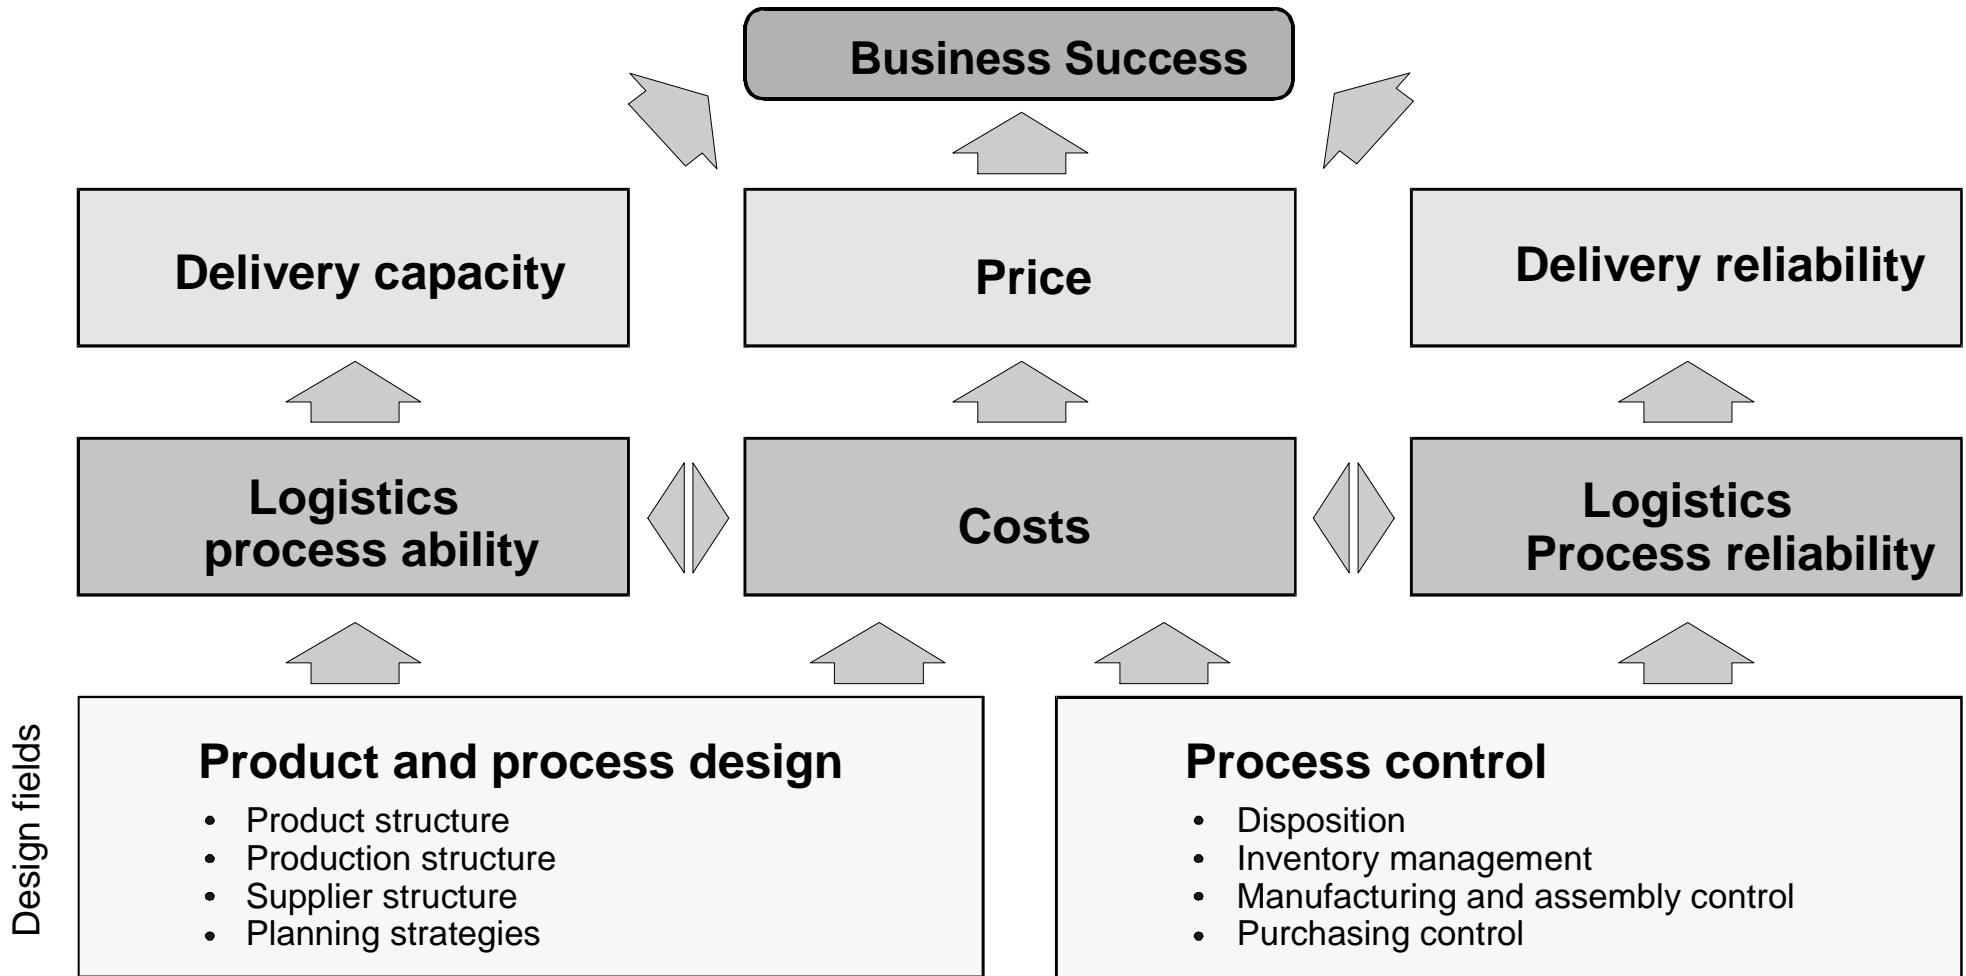 Business Success
Delivery capacity
Price
Delivery reliability
Logistics
process ability
Costs
Logistics
Process reliability
Design fields
Product and process design
• Product structure
• Production structure
• Supplier structure
• Planning strategies
Process control
• Disposition
• Inventory management
• Manufacturing and assembly control
• Purchasing control